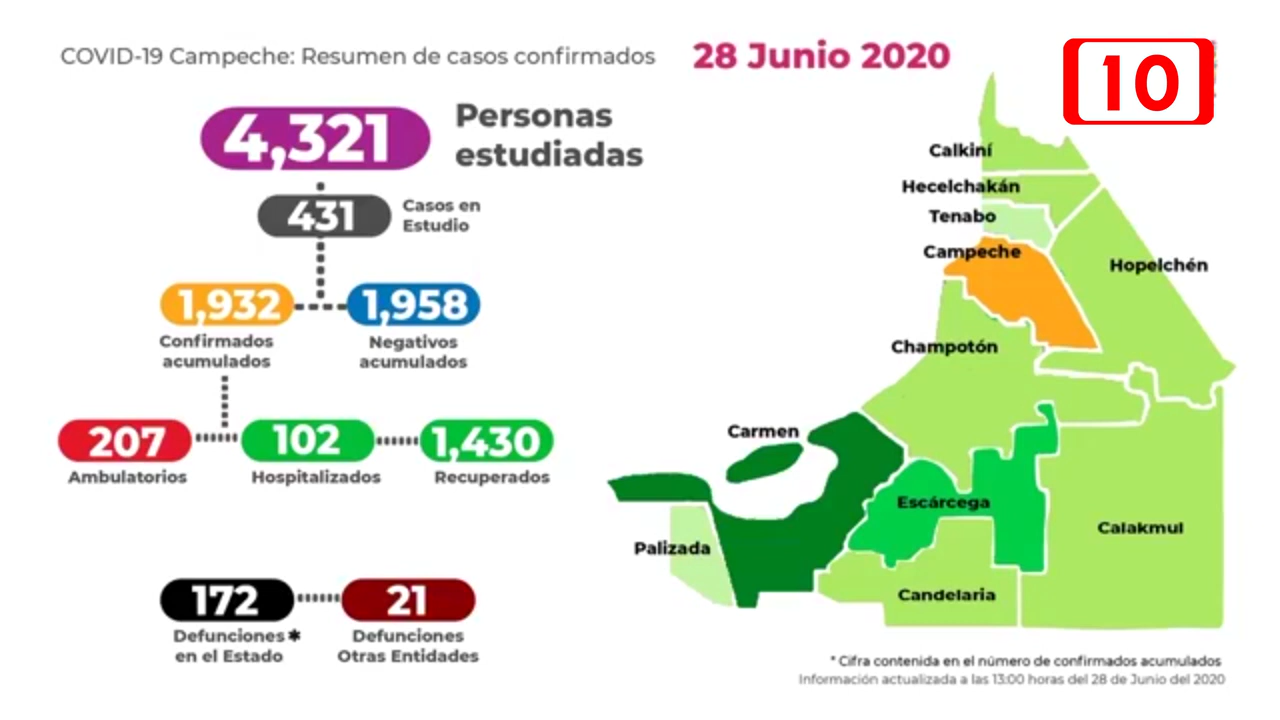 COVID-19 Campeche: Resumen de casos confirmados
28 Junio 2020
10
4,321
Personas
estudiadas
431
Casos en
Estudio
1,932
Confirmados
acumulados
1,958
Negativos
acumulados
207
Ambulatorios
102
Hospitalizados
1,430
Recuperados
172
Defunciones *
en el Estado
21
Defunciones
Otras Entidades
Calkiní
Hecelchakán
Tenabo
Campeche
Hopelchén
Champotón
Carmen
Escárcega
Calakmul
Palizada
Candelaria
* Cifra contenida en el número de confirmados acumulados
Información actualizada a las 13:00 horas del 28 de Junio del 2020